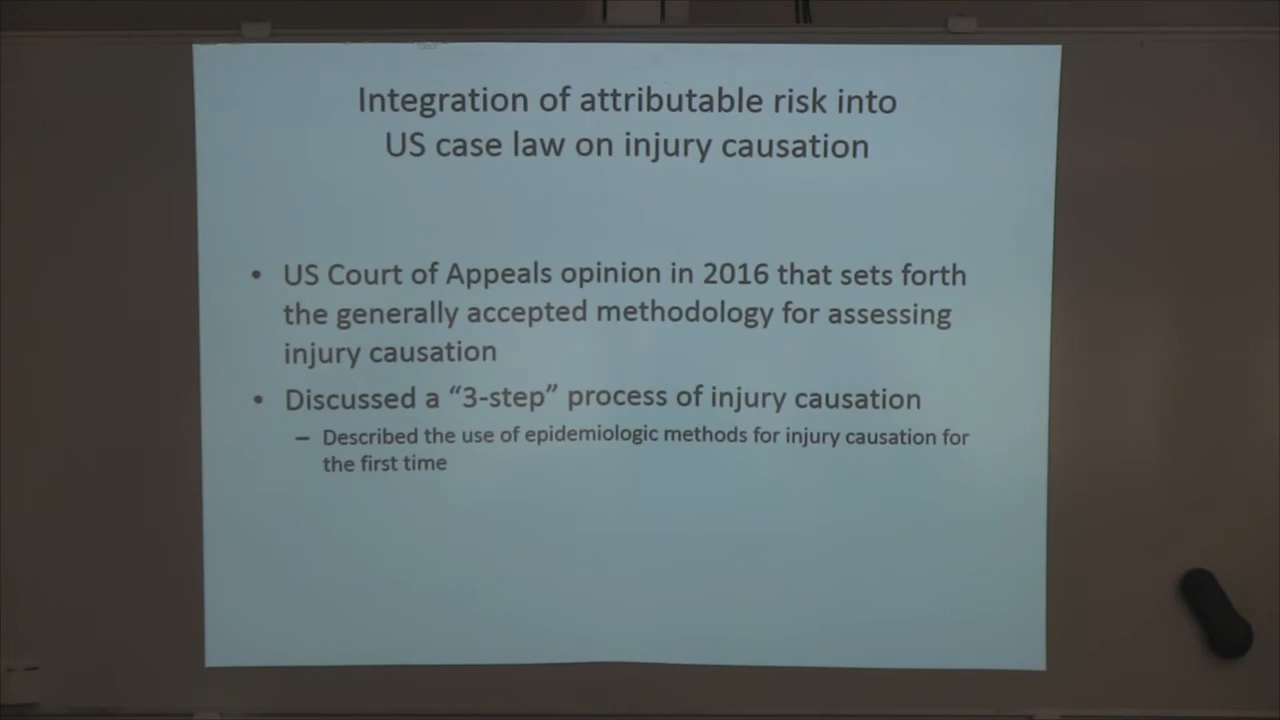 Integration of attributable risk into
US case law on injury causation
• US Court of Appeals opinion in 2016 that sets forth
the generally accepted methodology for assessing
injury causation
• Discussed a “3-step” process of injury causation
– Described the use of epidemiologic methods for injury causation for
the first time